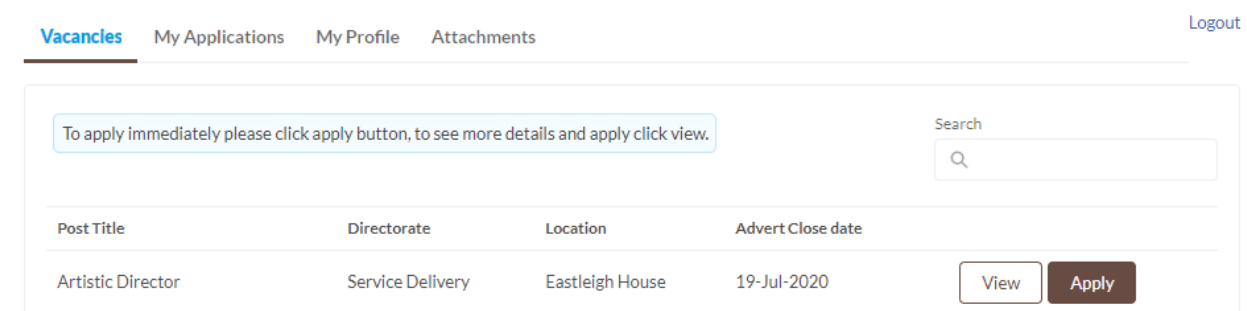 Logout
Vacancies My Applications My Profile Attachments
To apply immediately please click apply button, to see more details and apply click view.
Search
Post Title Directorate Location Advert Close date
Artistic Director Service Delivery Eastleigh House 19-Jul-2020 View Apply